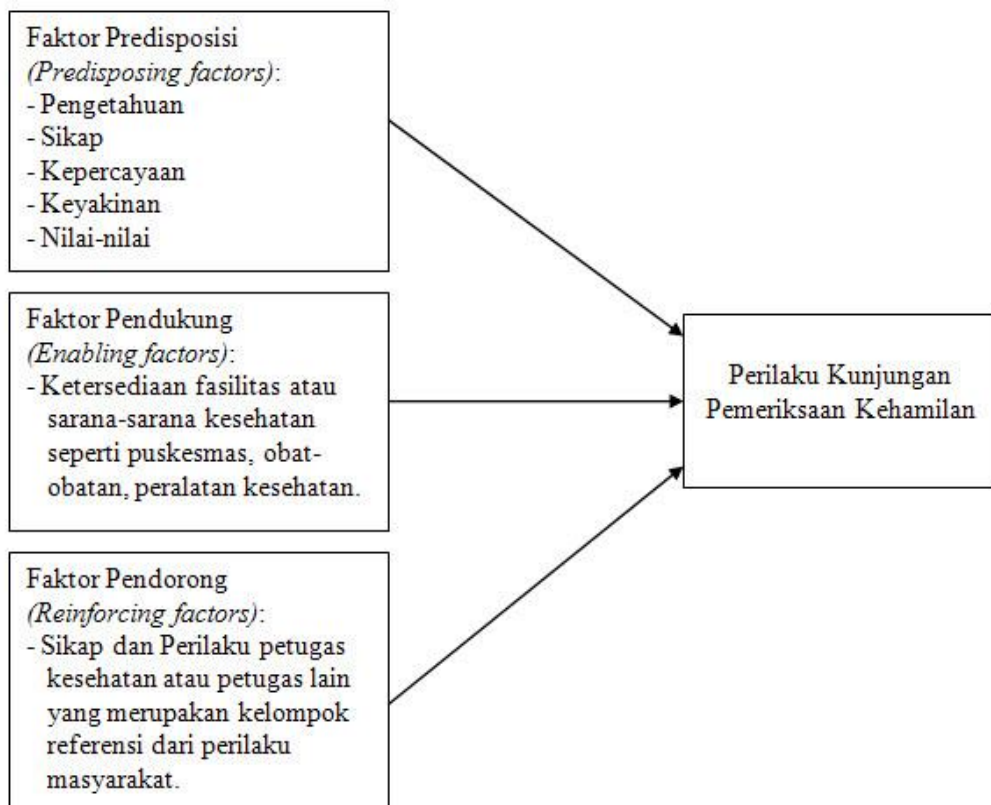 Faktor Predisposisi
(Predisposing factors):
- Pengetahuan
- Sikap
- Kepercayaan
- Keyakinan
- Nilai-nilai
Faktor Pendukung
(Enabling factors):
- Ketersediaan fasilitas atau
sarana-sarana kesehatan
seperti puskesmas, obat-
obatan, peralatan kesehatan.
Faktor Pendorong
(Reinforcing factors):
- Sikap dan Perilaku petugas
kesehatan atau petugas lain
yang merupakan kelompok
referensi dari perilaku
masyarakat.
Perilaku Kunjungan
Pemeriksaan Kehamilan